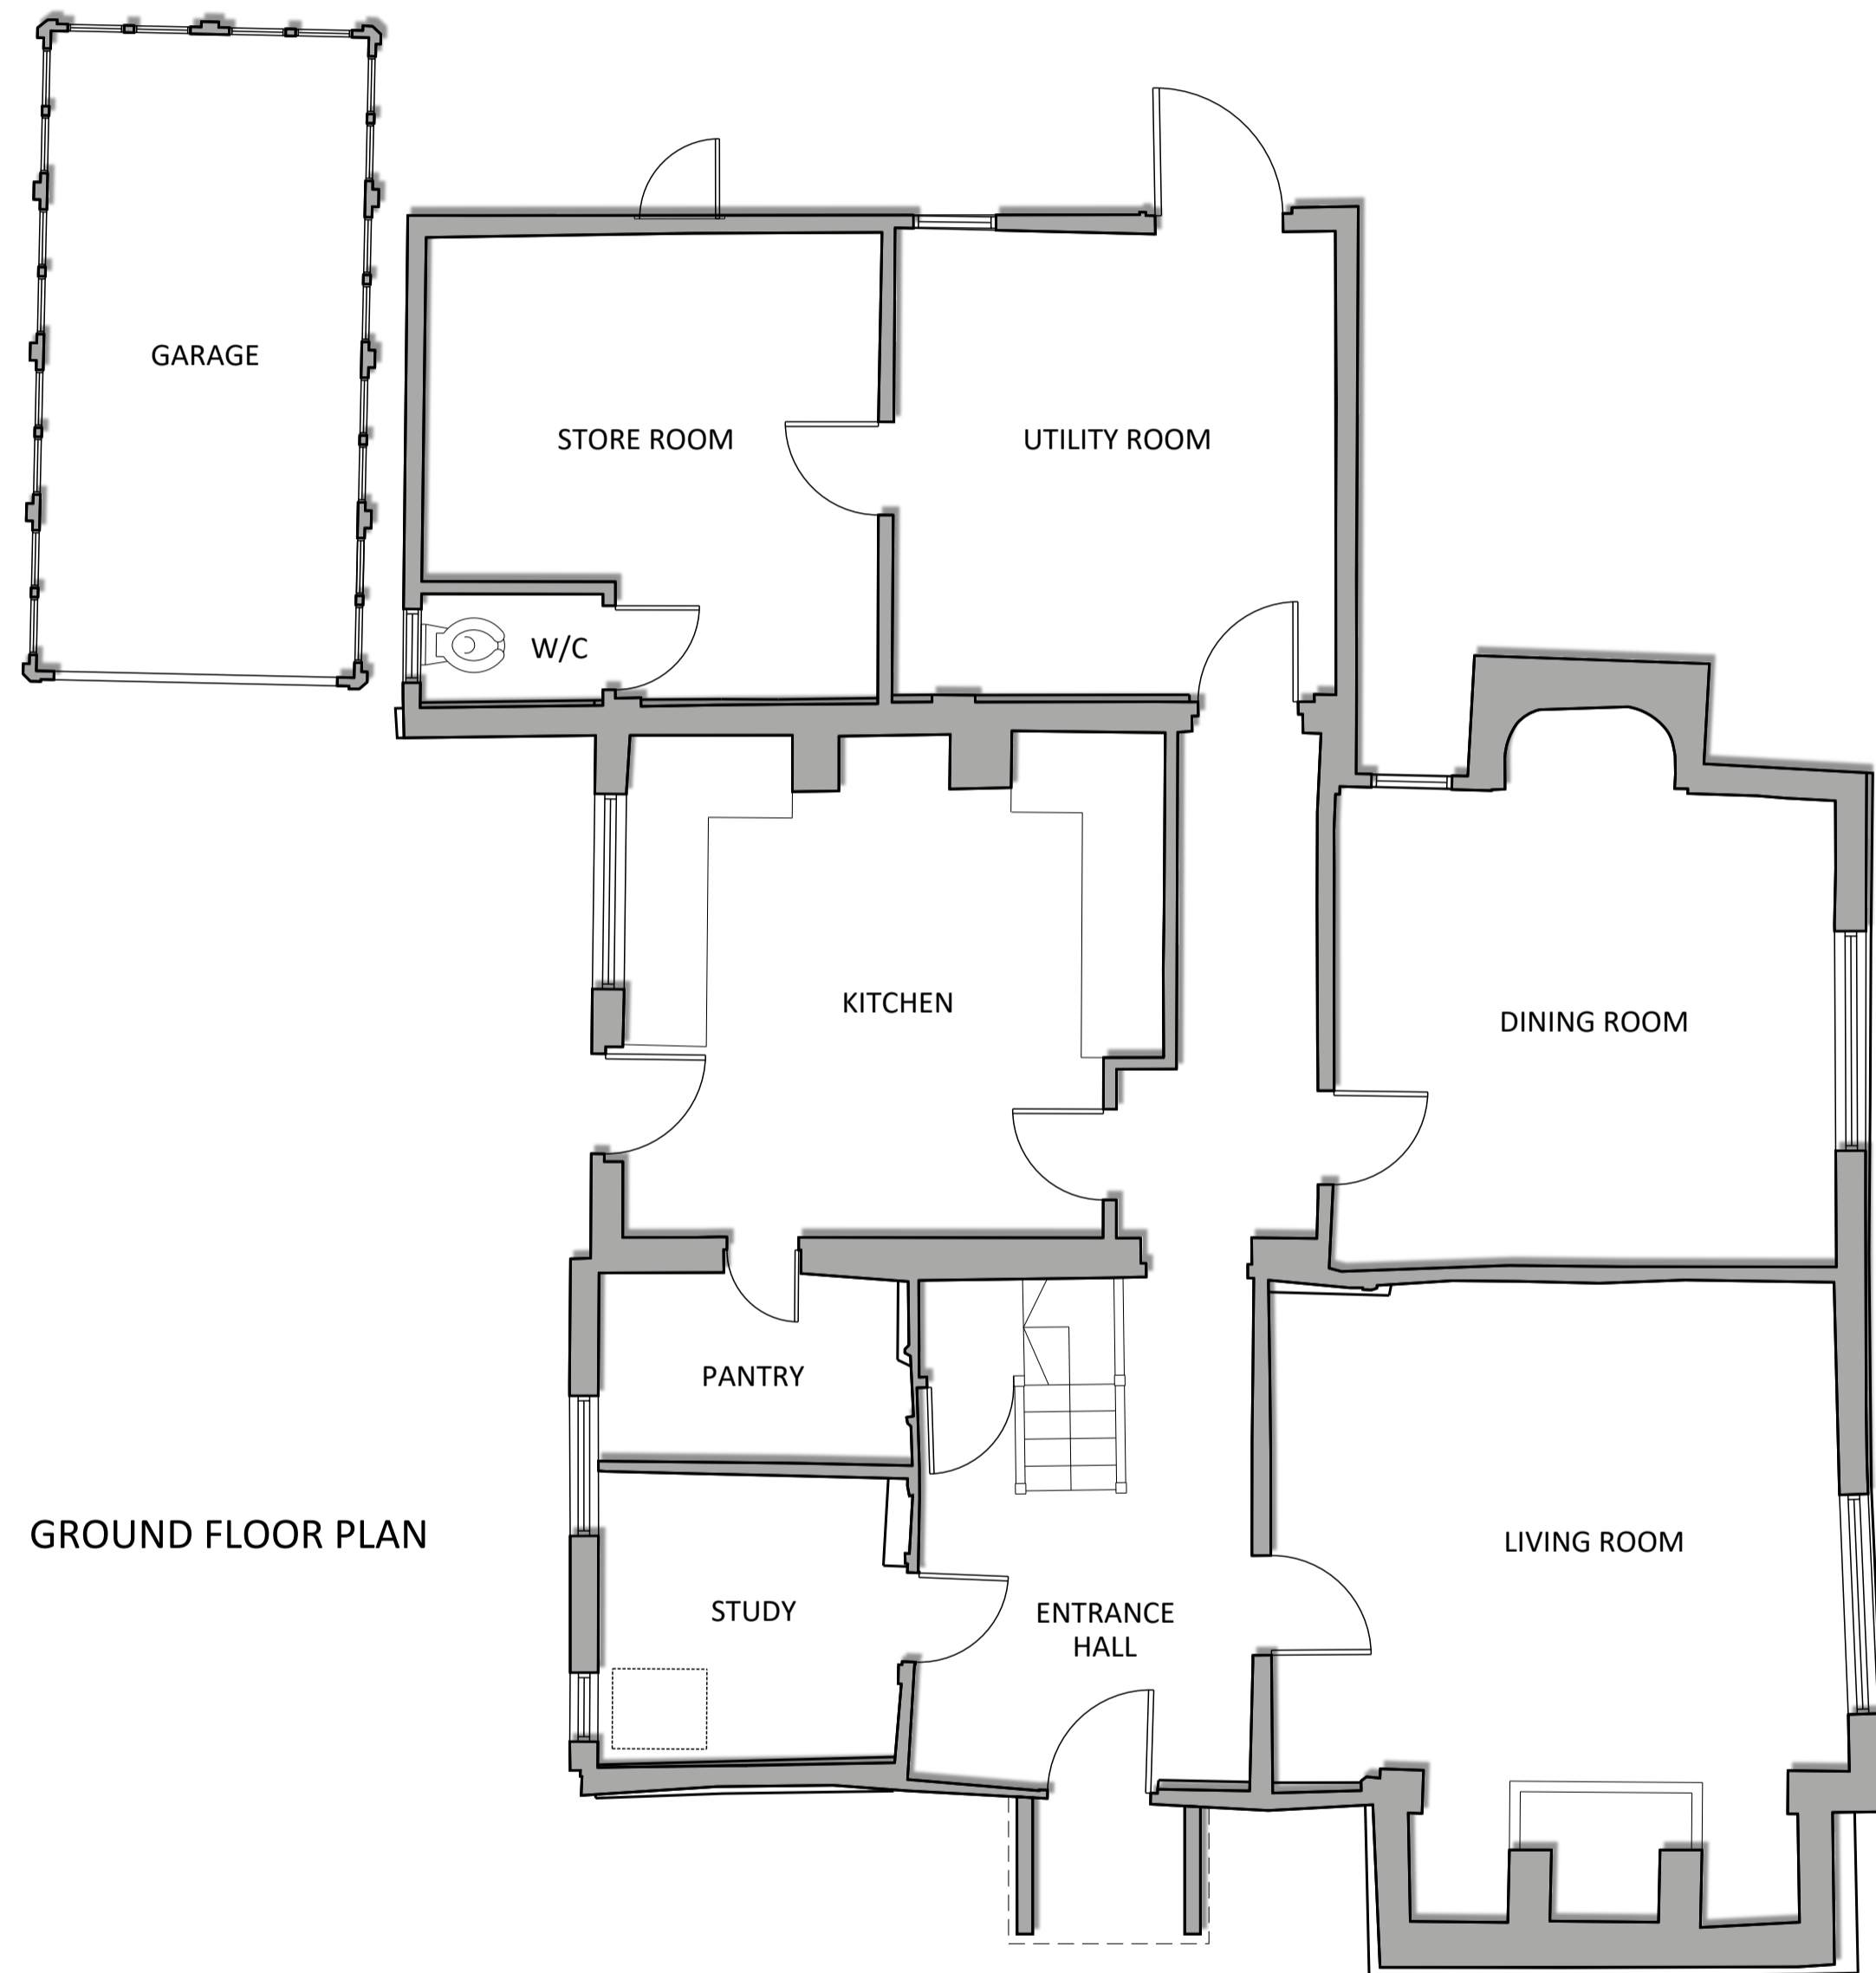 GARAGE
STORE ROOM
UTILITY ROOM
W/C
KITCHEN
DINING ROOM
PANTRY
GROUND FLOOR PLAN
LIVING ROOM
STUDY
ENTRANCE
HALL